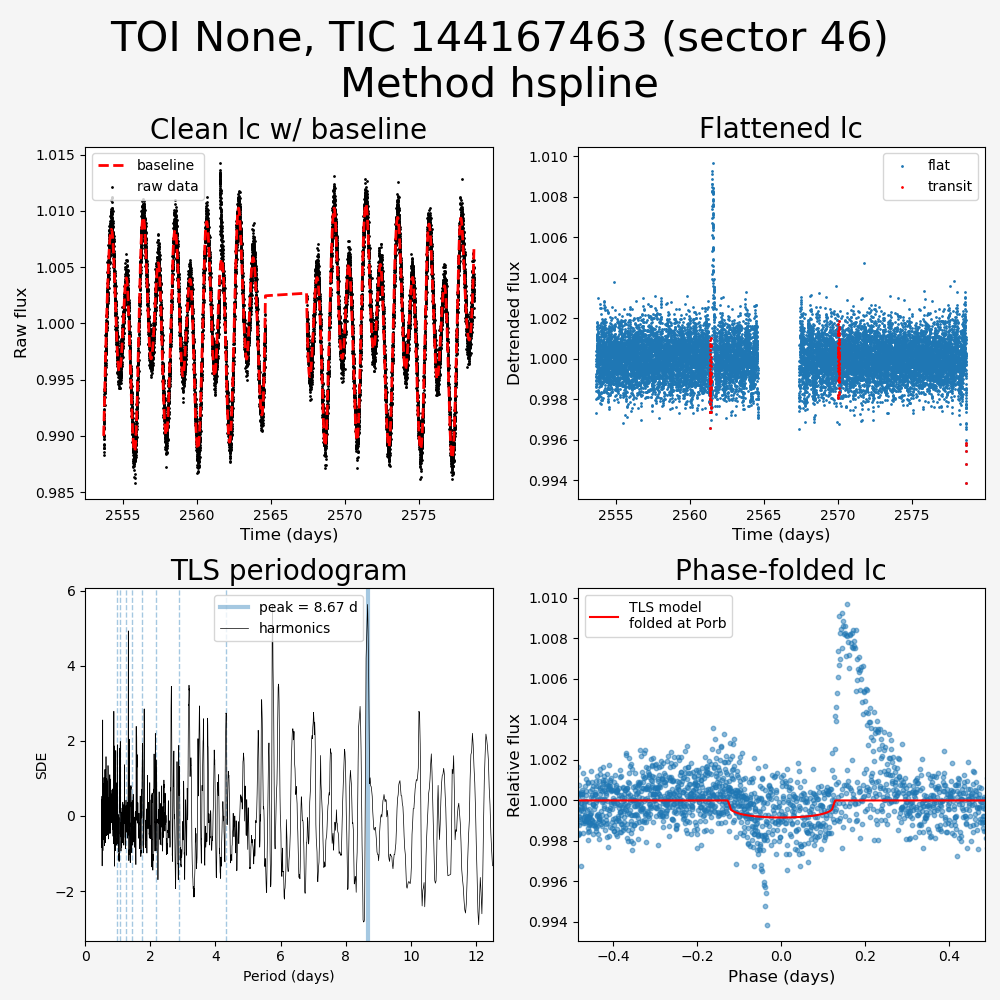 TOI None, TIC 144167463 (sector 46)
Method hspline
Clean lc w/ baseline
baseline
raw data
1.015
1.010
1.005
1.000
0.995
0.990
0.985
Raw flux
2555
2560
2565
2570
2575
Time (days)
Flattened lc
flat
transit
1.010
1.008
1.006
1.004
1.002
1.000
0.998
0.996
0.994
Detrended flux
2555
2560
2565
2570
2575
Time (days)
TLS periodogram
peak = 8.67 d
harmonics
6
4
2
0
−2
SDE
0
2
4
6
8
10
12
Period (days)
Phase-folded lc
TLS model
folded at Porb
1.010
1.008
1.006
1.004
1.002
1.000
0.998
0.996
0.994
Relative flux
−0.4
−0.2
0.0
0.2
0.4
Phase (days)